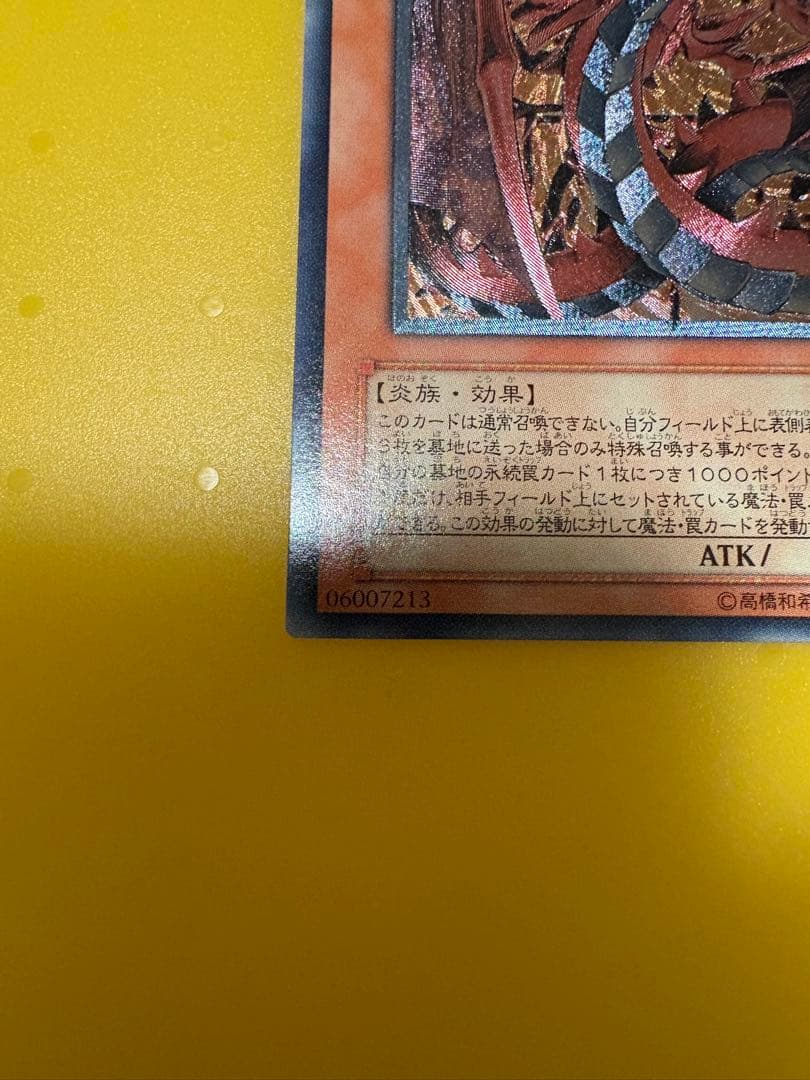 【炎族・効果】
このカードは通常召喚できない。自分フィールド上に表側
3枚を墓地に送った場合のみ特殊召喚する事ができる。
自分の墓地の永続罠カード1枚につき1000ポイント
だけ、相手フィールド上にセットされている魔法・罠
できる。この効果の発動に対して魔法・罠カードを発動
ATK/
06007213
©高橋和希